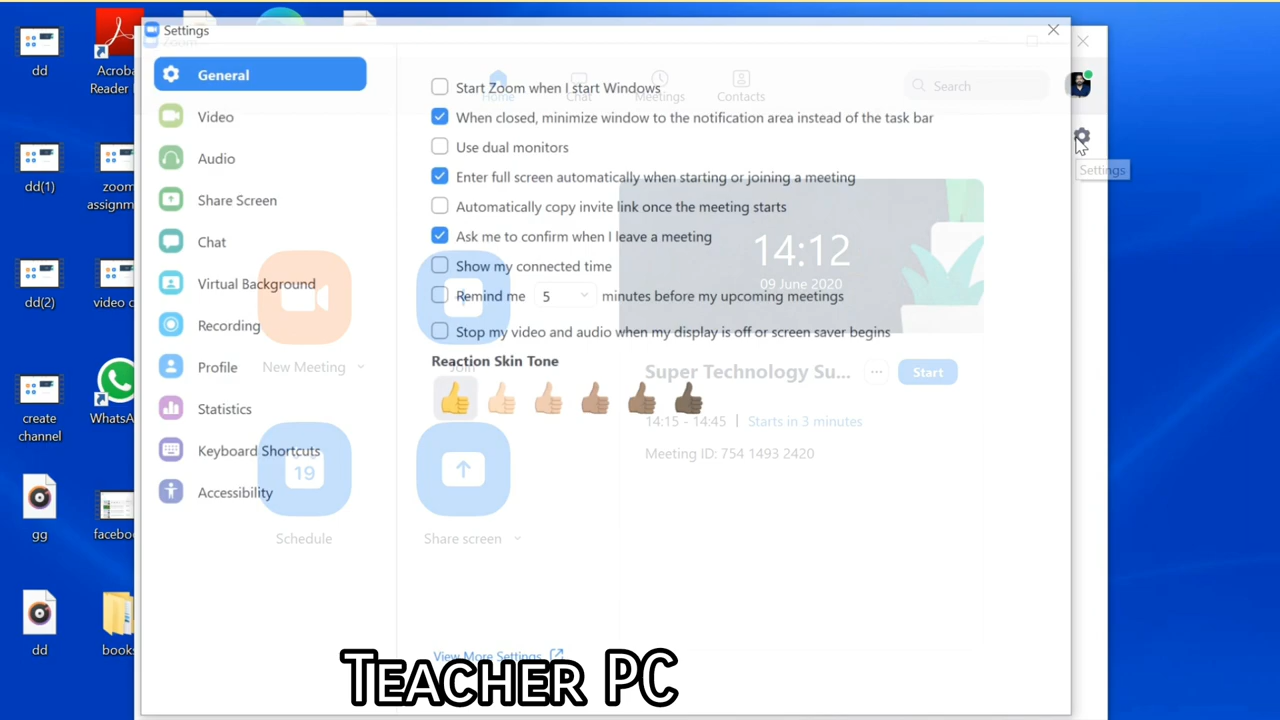 dd
Acroba
Reader
dd(1)
zoom
assignm
dd(2)
video c
create
channel
WhatsA
gg
facebo
dd
books
Settings
Zoom
General
Video
Audio
Share Screen
Chat
Virtual Background
Recording
Profile
Statistics
Keyboard Shortcuts
Accessibility
Start Zoom when I start Windows
When closed, minimize window to the notification area instead of the task bar
Use dual monitors
Enter full screen automatically when starting or joining a meeting
Automatically copy invite link once the meeting starts
Ask me to confirm when I leave a meeting
Show my connected time
Remind me 5 minutes before my upcoming meetings
Stop my video and audio when my display is off or screen saver begins
Reaction Skin Tone
View More Settings
Home
Chat
Meetings
Contacts
Search
Settings
14:12
09 June 2020
New Meeting
Join
19
Schedule
Share screen
Super Technology Su...
...
Start
14:15 - 14:45 | Starts in 3 minutes
Meeting ID: 754 1493 2420
TEACHER PC